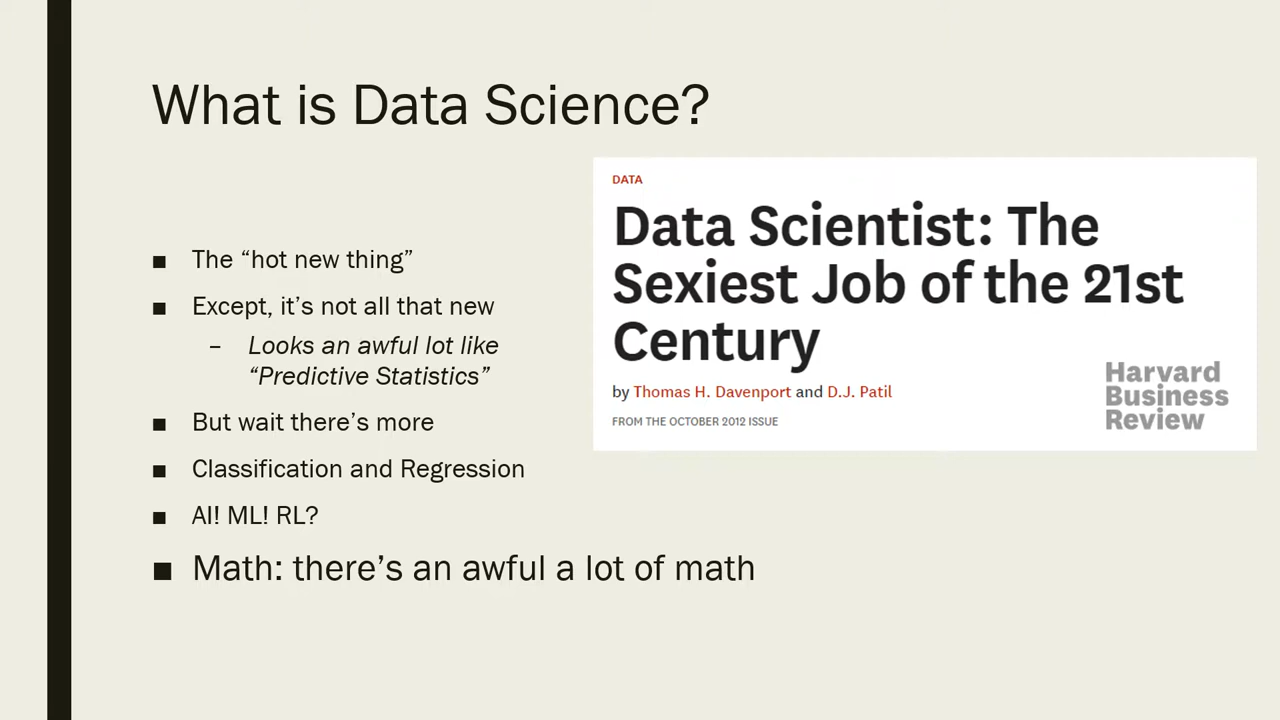 What is Data Science?
■ The “hot new thing”
■ Except, it’s not all that new
– Looks an awful lot like
“Predictive Statistics”
■ But wait there’s more
■ Classification and Regression
■ AI! ML! RL?
■ Math: there’s an awful a lot of math
DATA
Data Scientist: The
Sexiest Job of the 21st
Century
by Thomas H. Davenport and D.J. Patil
FROM THE OCTOBER 2012 ISSUE
Harvard
Business
Review